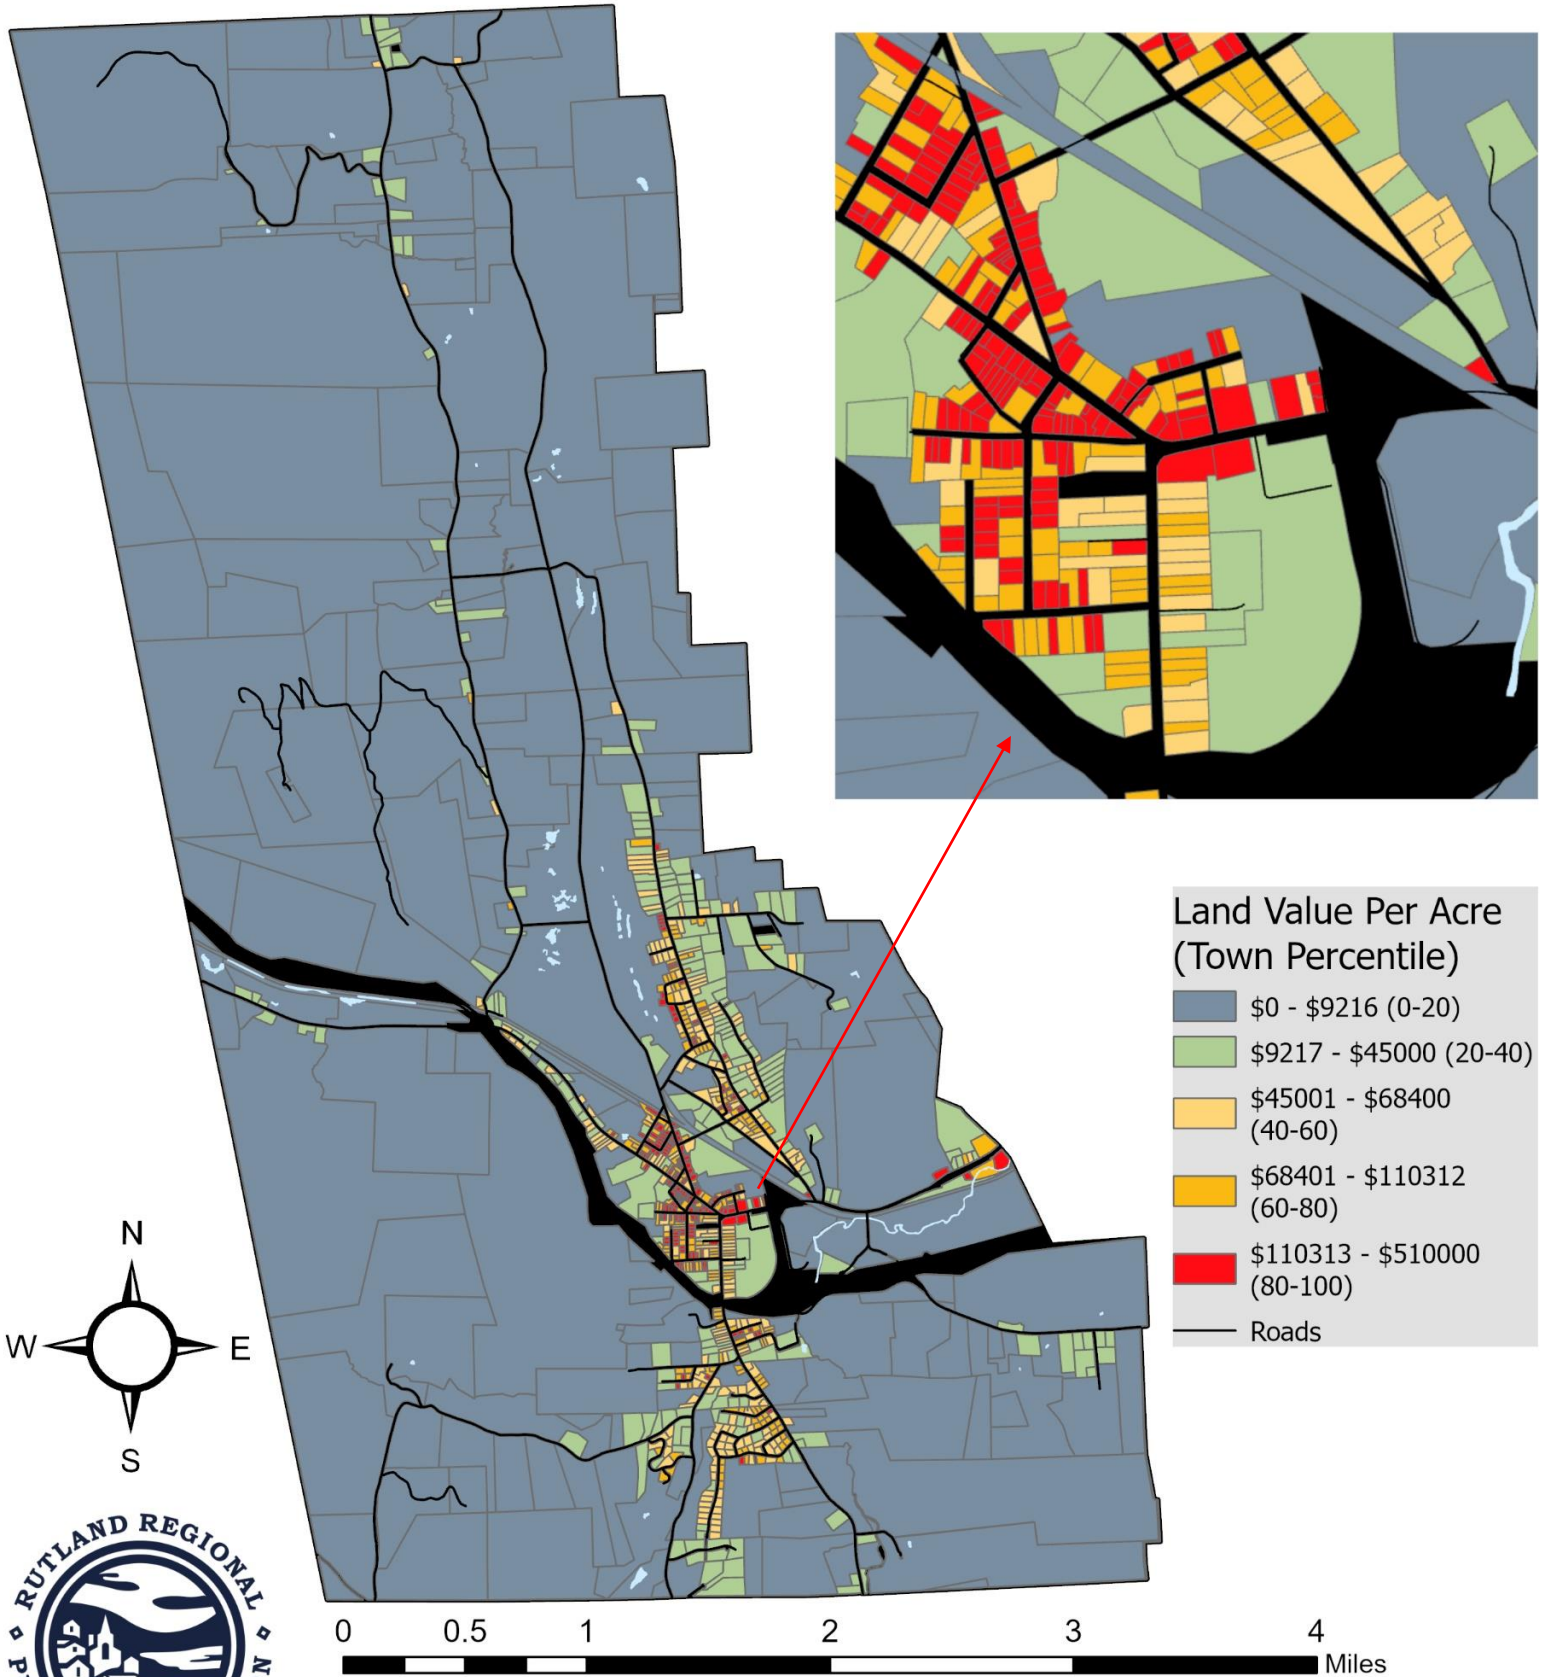 Land Value Per Acre
(Town Percentile)
$0 - $9216 (0-20)
$9217 - $45000 (20-40)
$45001 - $68400
(40-60)
$68401 - $110312
(60-80)
$110313 - $510000
(80-100)
Roads
N
W
E
S
RUTLAND REGIONAL
0 0.5 1 2 3 4
Miles